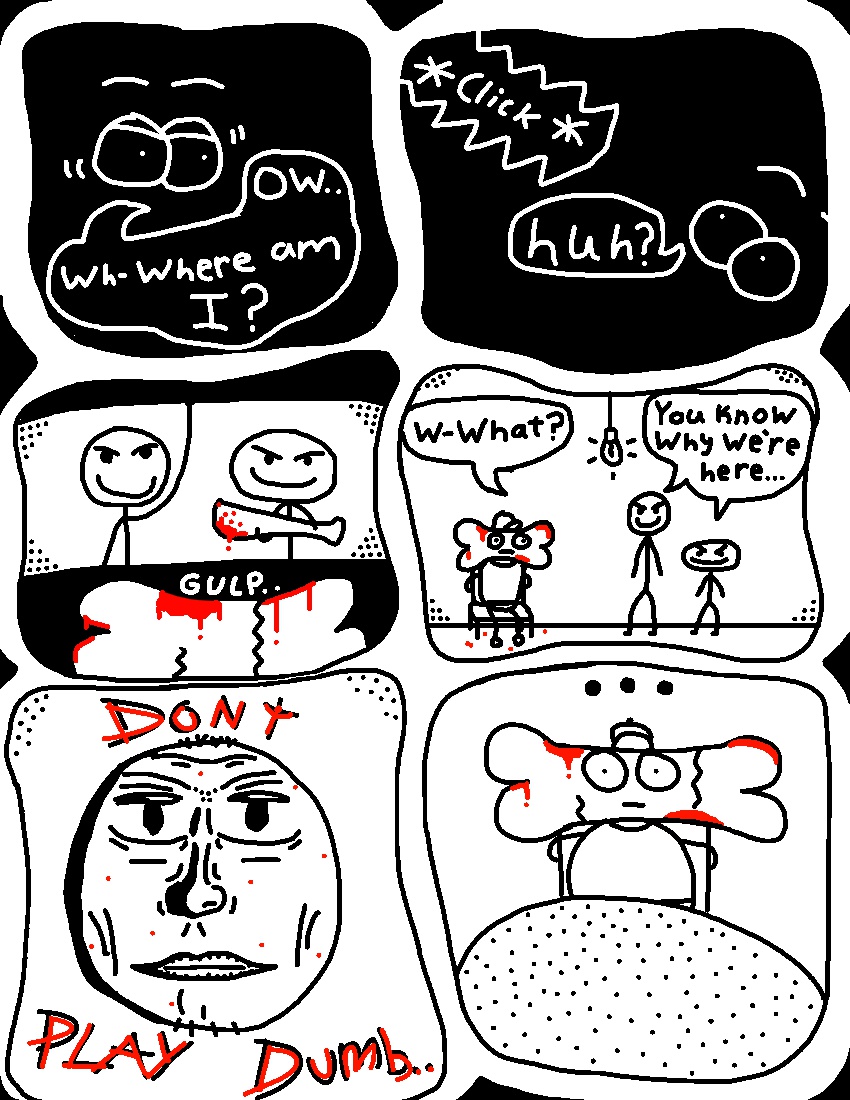 OW..
Wh-Where am
I?
*Click*
huh?
GULP..
W-What?
You Know
Why We're
here...
DONT
PLAY DUMB..
...